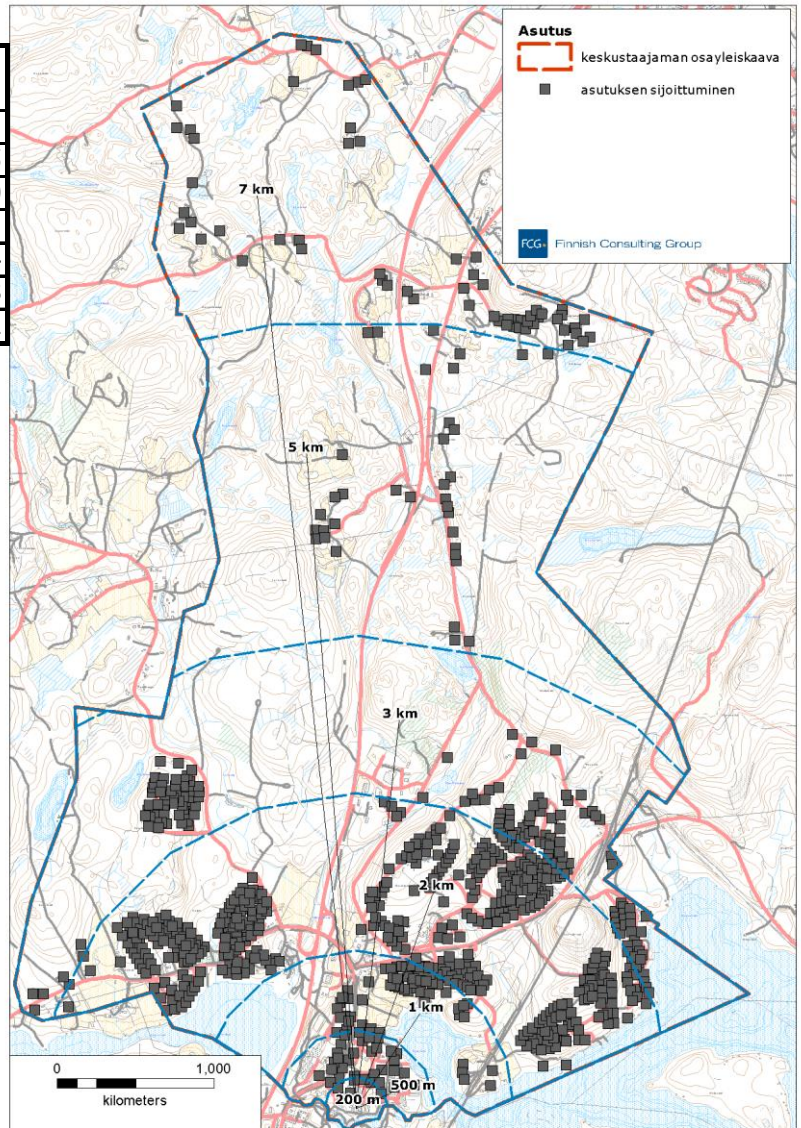 Asutus
keskustaajaman osayleiskaava
asutuksen sijoittuminen
FCG Finnish Consulting Group
7 km
5 km
3 km
2 km
1 km
500 m
200 m
0 1,000
kilometers